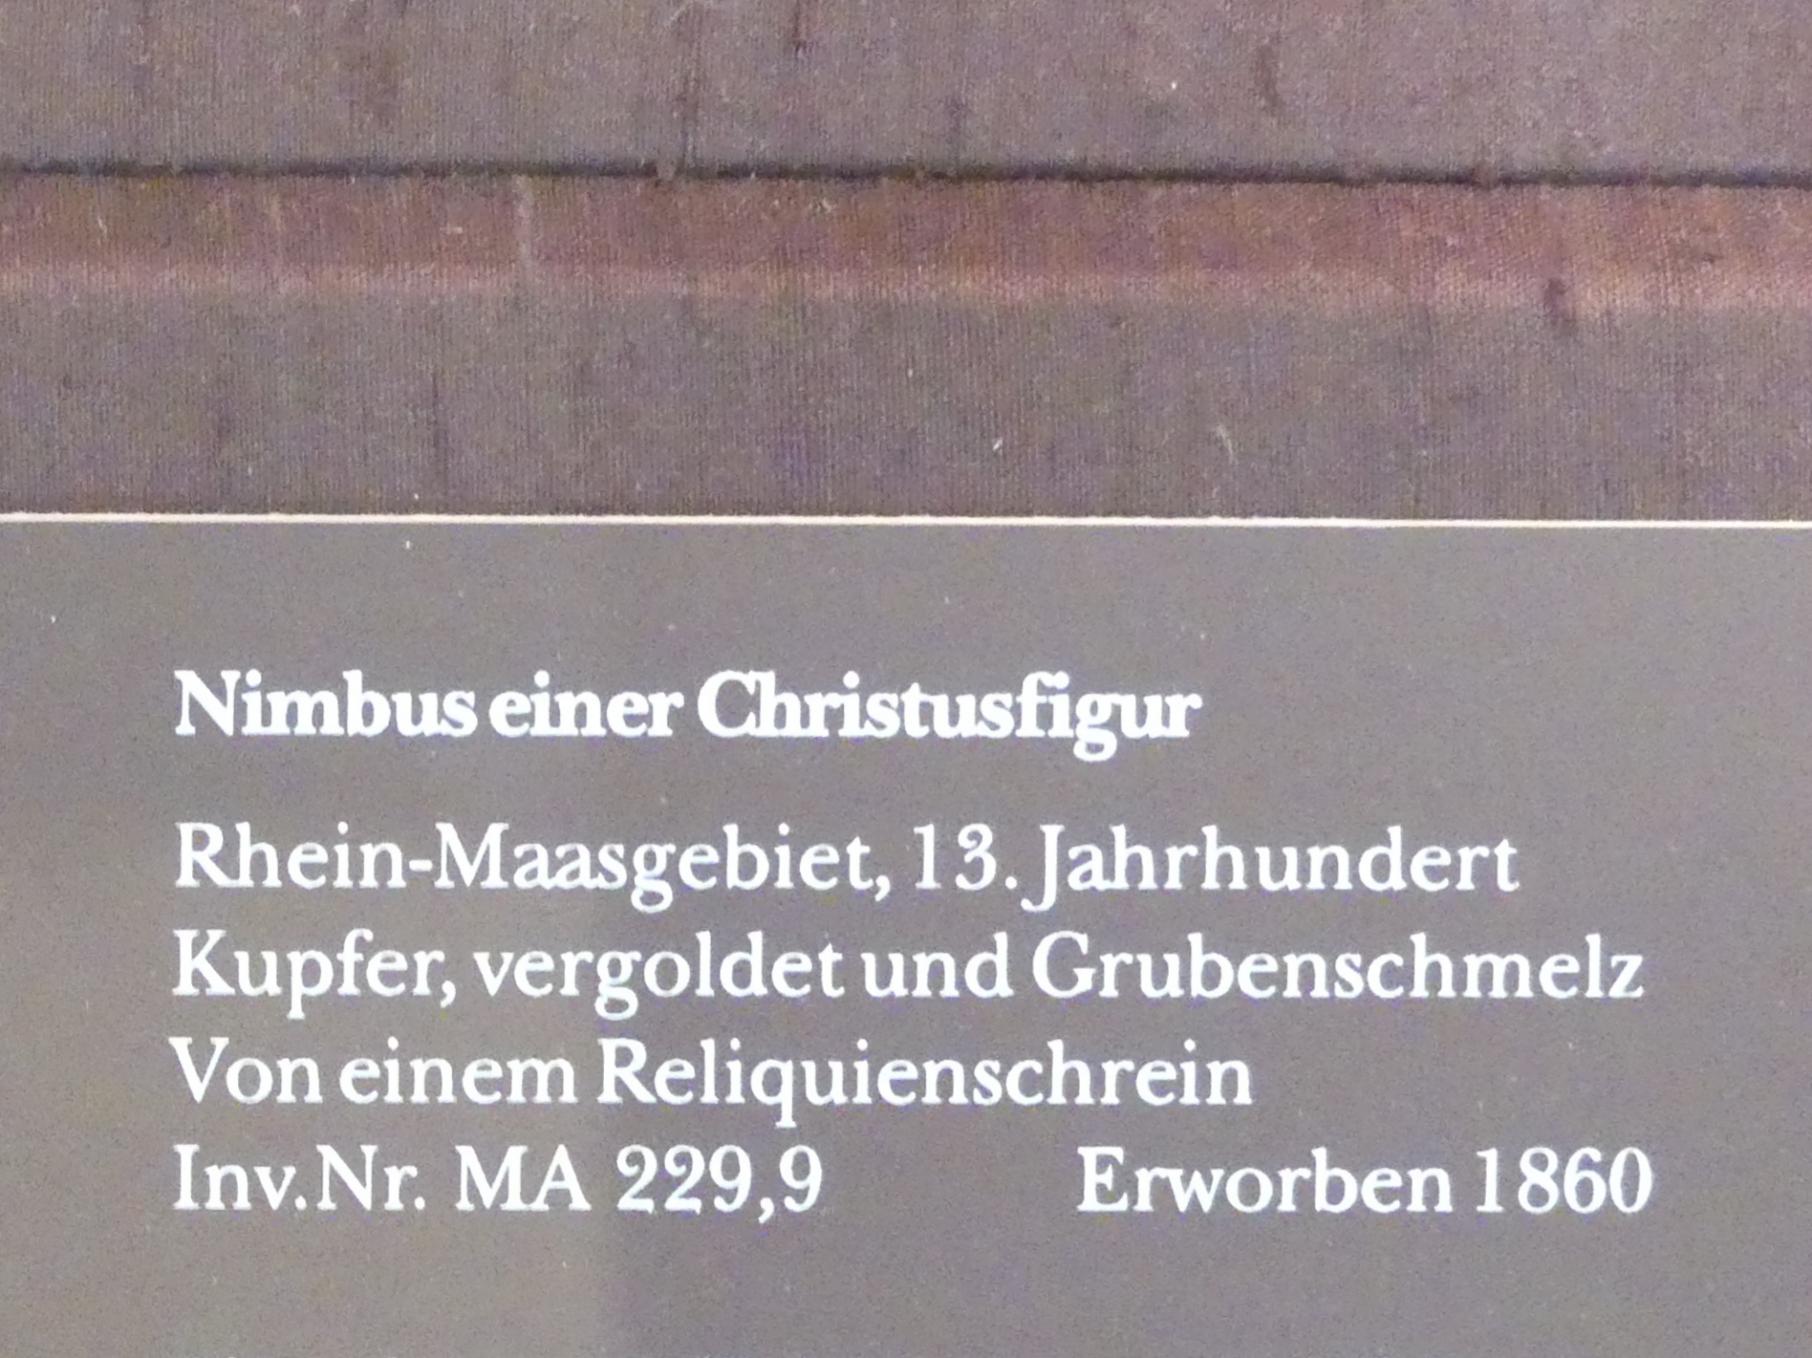 Nimbus einer Christusfigur
Rhein-Maasgebiet, 13. Jahrhundert
Kupfer, vergoldet und Grubenschmelz
Von einem Reliquienschrein
Inv.Nr. MA 229,9 Erworben 1860